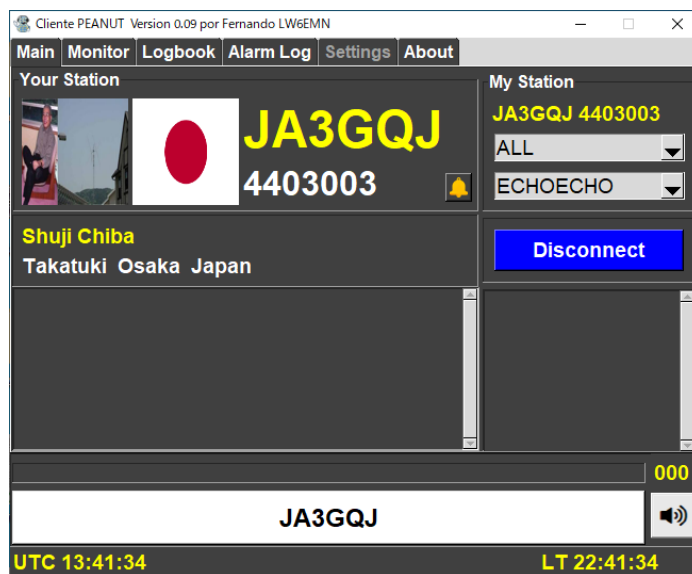 Cliente PEANUT Version 0.09 por Fernando LW6EMN
Main Monitor Logbook Alarm Log Settings About
Your Station
JA3GQJ
4403003
My Station
JA3GQJ 4403003
ALL
ECHOECHO
Shuji Chiba
Takatuki Osaka Japan
Disconnect
000
JA3GQJ
UTC 13:41:34
LT 22:41:34